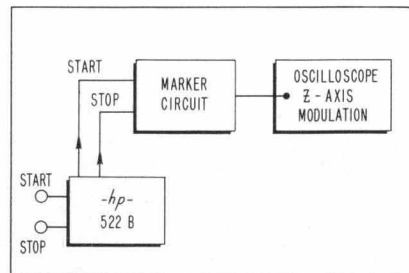 START
STOP
MARKER
CIRCUIT
OSCILLOSCOPE
Z-AXIS
MODULATION
START
STOP
-hp-
522 B